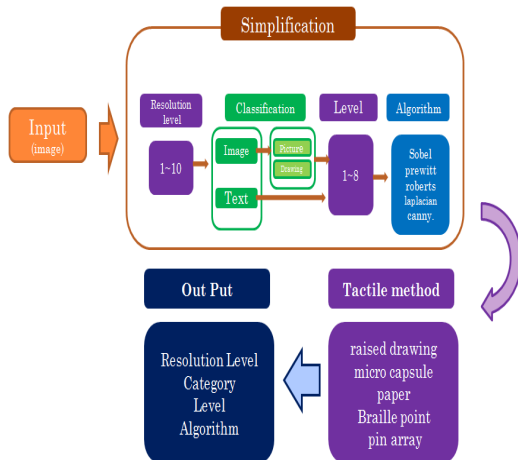 Simplification
Resolution
level
Classification
Level
Algorithm
Input
(image)
1~10
Image
Text
Picture
Drawing
1~8
Sobel
prewitt
roberts
laplacian
canny.
Out Put
Tactile method
Resolution Level
Category
Level
Algorithm
raised drawing
micro capsule
paper
Braille point
pin array